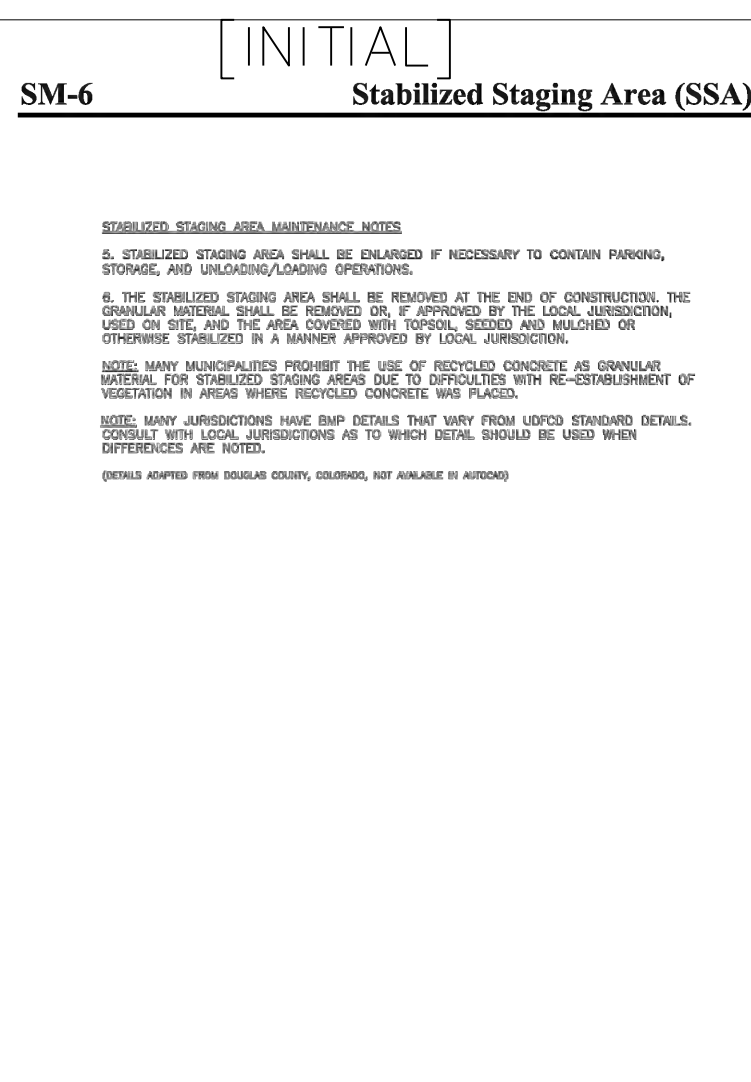 [INITIAL]
SM-6 Stabilized Staging Area (SSA)
STABILIZED STAGING AREA MAINTENANCE NOTES
5. STABILIZED STAGING AREA SHALL BE ENLARGED IF NECESSARY TO CONTAIN PARKING,
STORAGE, AND UNLOADING/LOADING OPERATIONS.
6. THE STABILIZED STAGING AREA SHALL BE REMOVED AT THE END OF CONSTRUCTION. THE
GRANULAR MATERIAL SHALL BE REMOVED OR, IF APPROVED BY THE LOCAL JURISDICTION,
USED ON SITE, AND THE AREA COVERED WITH TOPSOIL, SEEDED AND MULCHED OR
OTHERWISE STABILIZED IN A MANNER APPROVED BY LOCAL JURISDICTION.
NOTE: MANY MUNICIPALITIES PROHIBIT THE USE OF RECYCLED CONCRETE AS GRANULAR
MATERIAL FOR STABILIZED STAGING AREAS DUE TO DIFFICULTIES WITH RE-ESTABLISHMENT OF
VEGETATION IN AREAS WHERE RECYCLED CONCRETE WAS PLACED.
NOTE: MANY JURISDICTIONS HAVE BMP DETAILS THAT VARY FROM UDFCD STANDARD DETAILS.
CONSULT WITH LOCAL JURISDICTIONS AS TO WHICH DETAIL SHOULD BE USED WHEN
DIFFERENCES ARE NOTED.
(DETAILS ADAPTED FROM DOUGLAS COUNTY, COLORADO, NOT AVAILABLE IN AUTOCAD)